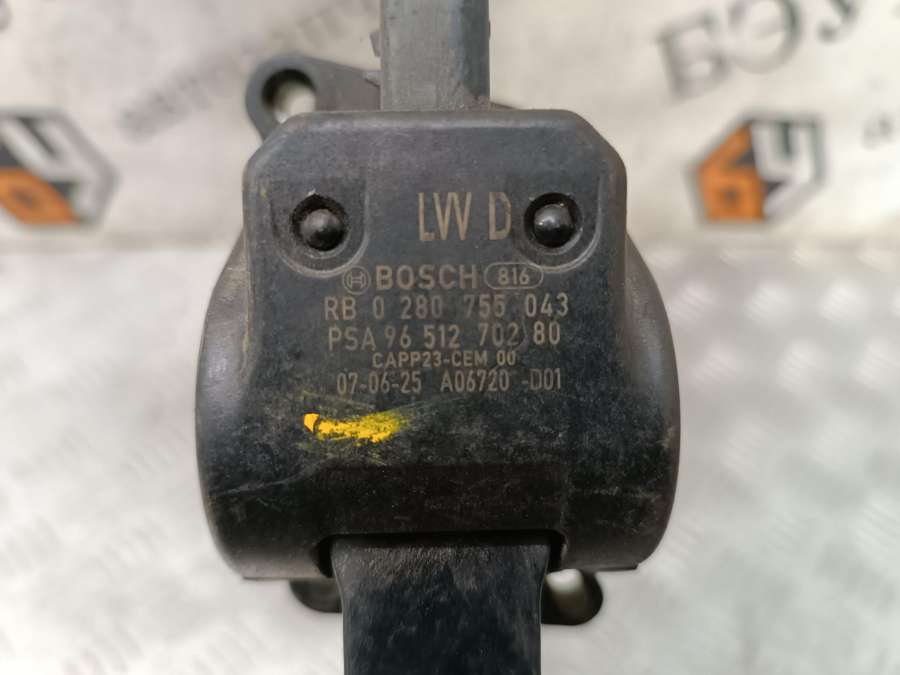 БЭУ
LW D
BOSCH 816
RB 0 280 755 043
PSA 96 512 702 80
CAPP23-CEM 00
07-06-25 A06720 -D01